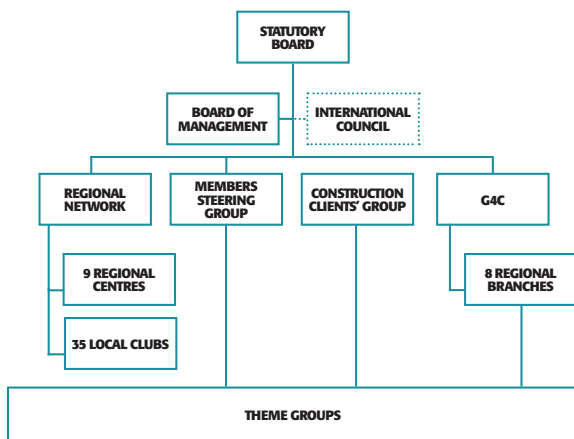 STATUTORY
BOARD
BOARD OF
MANAGEMENT
INTERNATIONAL
COUNCIL
REGIONAL
NETWORK
MEMBERS
STEERING
GROUP
CONSTRUCTION
CLIENTS' GROUP
G4C
9 REGIONAL
CENTRES
8 REGIONAL
BRANCHES
35 LOCAL CLUBS
THEME GROUPS